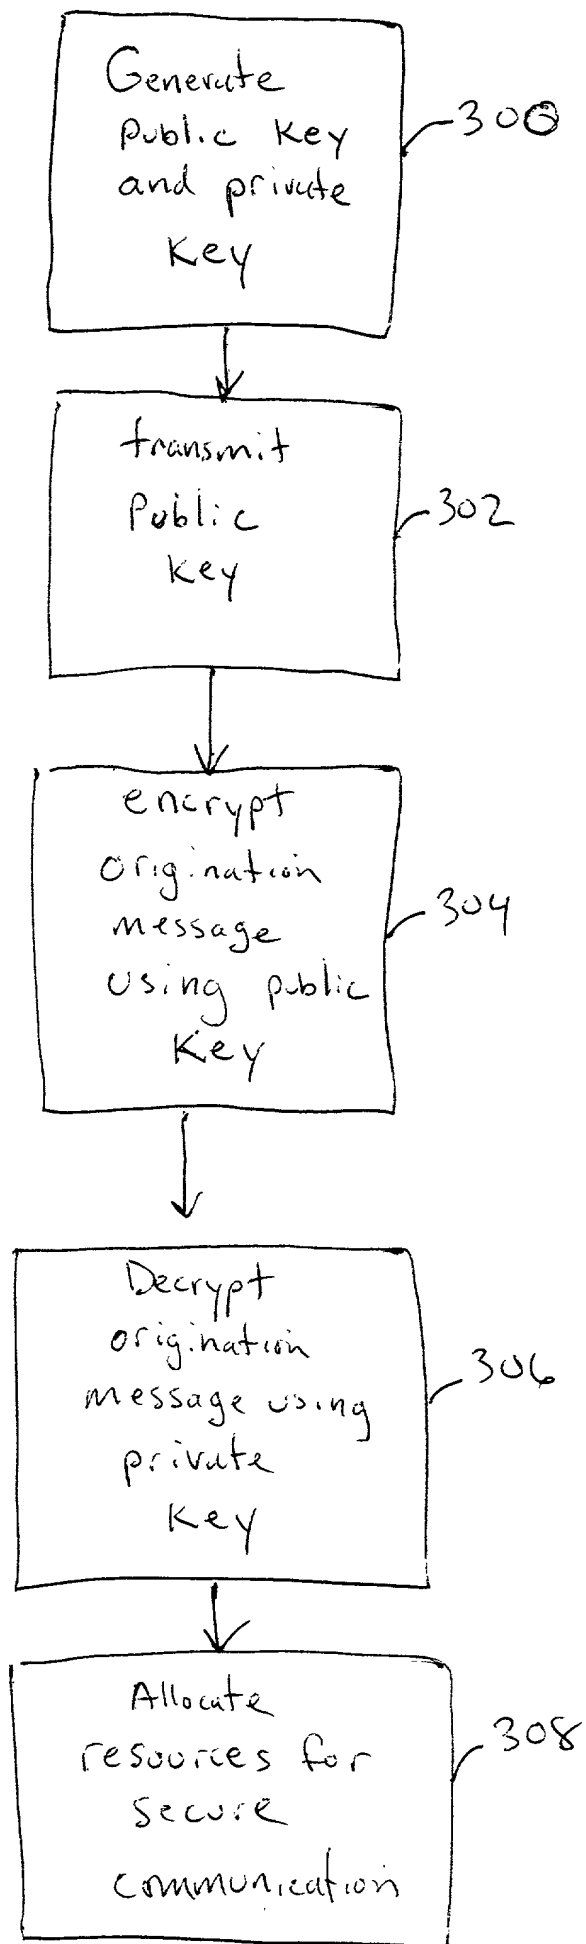 Generate
Public Key
and private
Key
300
transmit
Public
Key
302
encrypt
origination
message
using public
Key
304
Decrypt
origination
message using
private
Key
306
Allocate
resources for
secure
communication
308